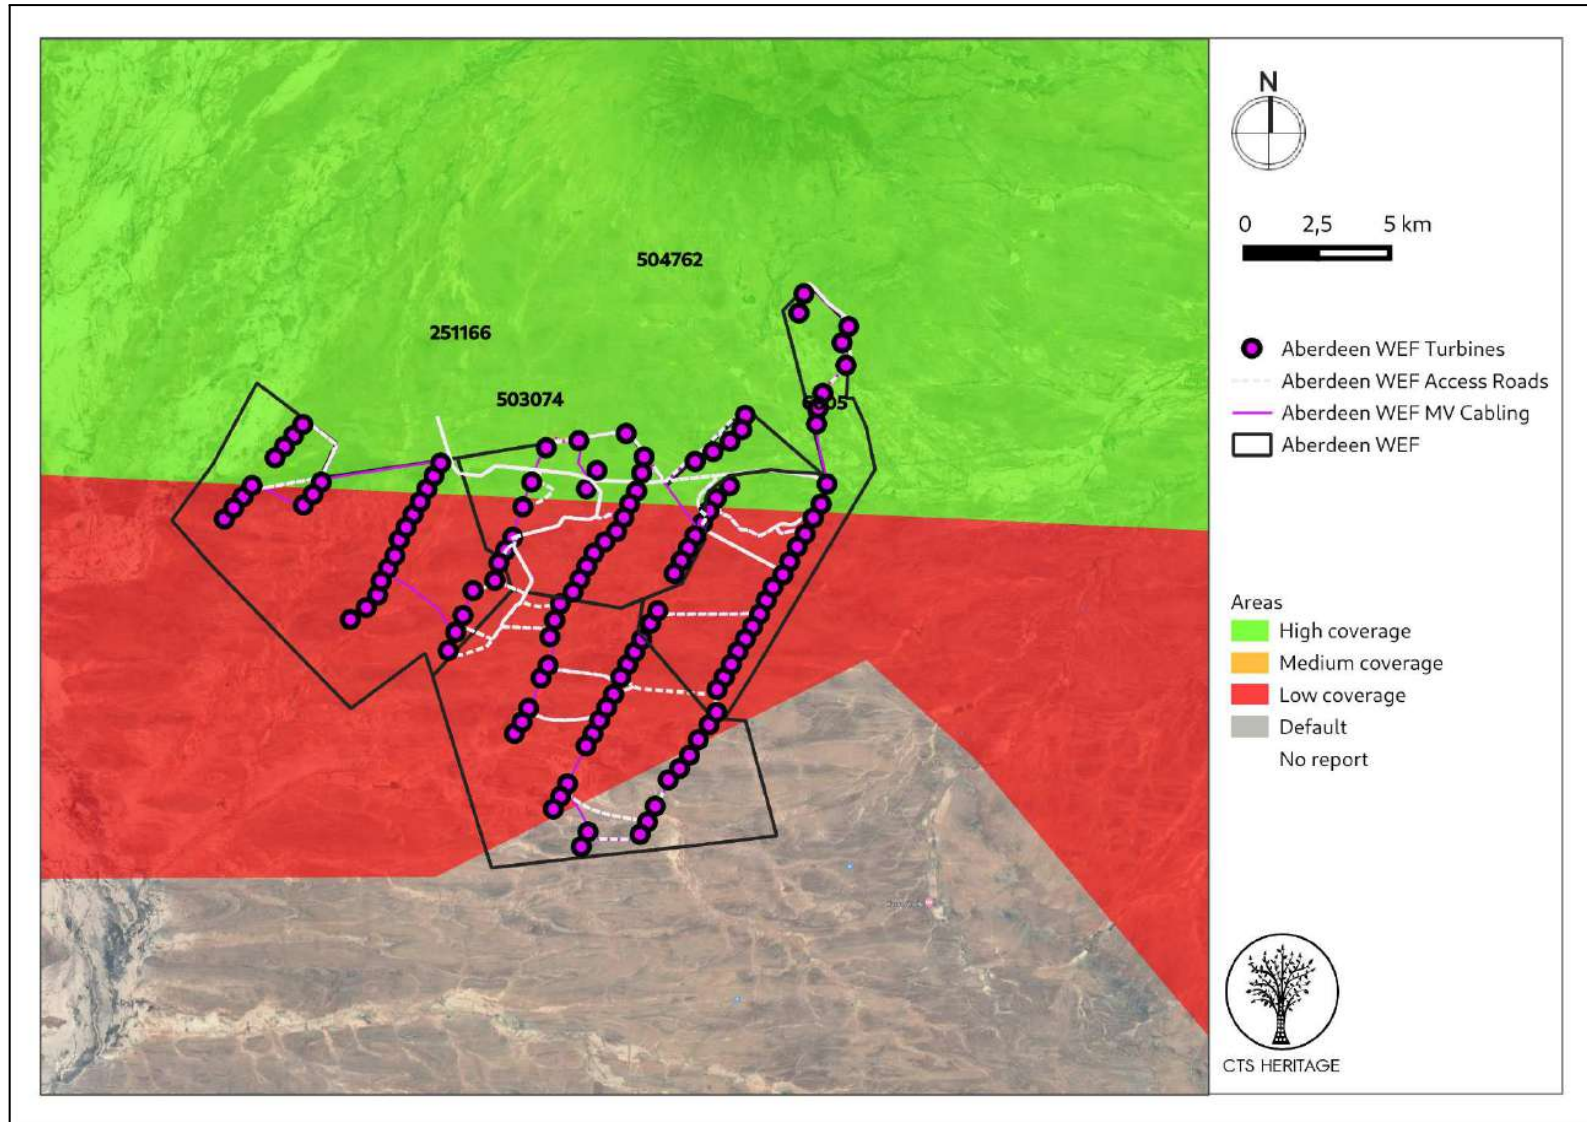 N
0 2,5 5 km
504762
251166
503074
Aberdeen WEF Turbines
Aberdeen WEF Access Roads
Aberdeen WEF MV Cabling
Aberdeen WEF
Areas
High coverage
Medium coverage
Low coverage
Default
No report
CTS HERITAGE